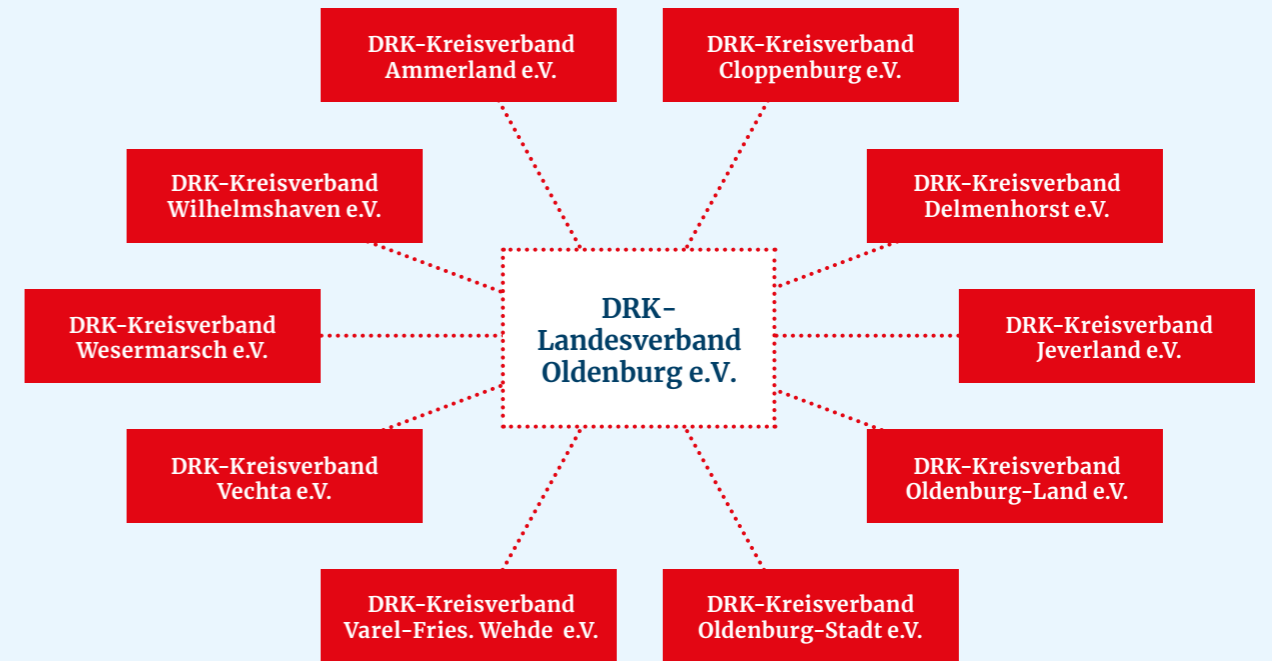 DRK-Kreisverband
Ammerland e.V.
DRK-Kreisverband
Cloppenburg e.V.
DRK-Kreisverband
Wilhelmshaven e.V.
DRK-Kreisverband
Delmenhorst e.V.
DRK-
Landesverband
Oldenburg e.V.
DRK-Kreisverband
Wesermarsch e.V.
DRK-Kreisverband
Jeverland e.V.
DRK-Kreisverband
Vechta e.V.
DRK-Kreisverband
Oldenburg-Land e.V.
DRK-Kreisverband
Varel-Fries. Wehde e.V.
DRK-Kreisverband
Oldenburg-Stadt e.V.